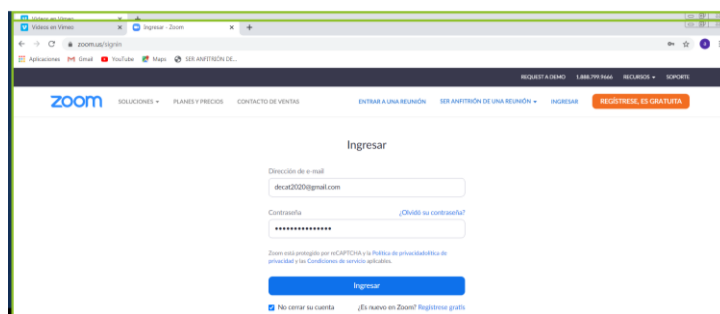 Videos en Vimeo
Videos en Vimeo Ingresar - Zoom
zoom.us/signin
Aplicaciones Gmail YouTube Maps SER ANFITRIÓN DE...
REQUEST A DEMO 1.888.799.9666 RECURSOS SOPORTE
zoom SOLUCIONES PLANES Y PRECIOS CONTACTO DE VENTAS ENTRAR A UNA REUNIÓN SER ANFITRIÓN DE UNA REUNIÓN INGRESAR REGÍSTRESE, ES GRATUITA
Ingresar
Dirección de e-mail
decat2020@gmail.com
Contraseña ¿Olvidó su contraseña?
Zoom está protegido por reCAPTCHA y la Política de privacidadolítica de
privacidad y las Condiciones de servicio aplicables.
Ingresar
No cerrar su cuenta ¿Es nuevo en Zoom? Regístrese gratis